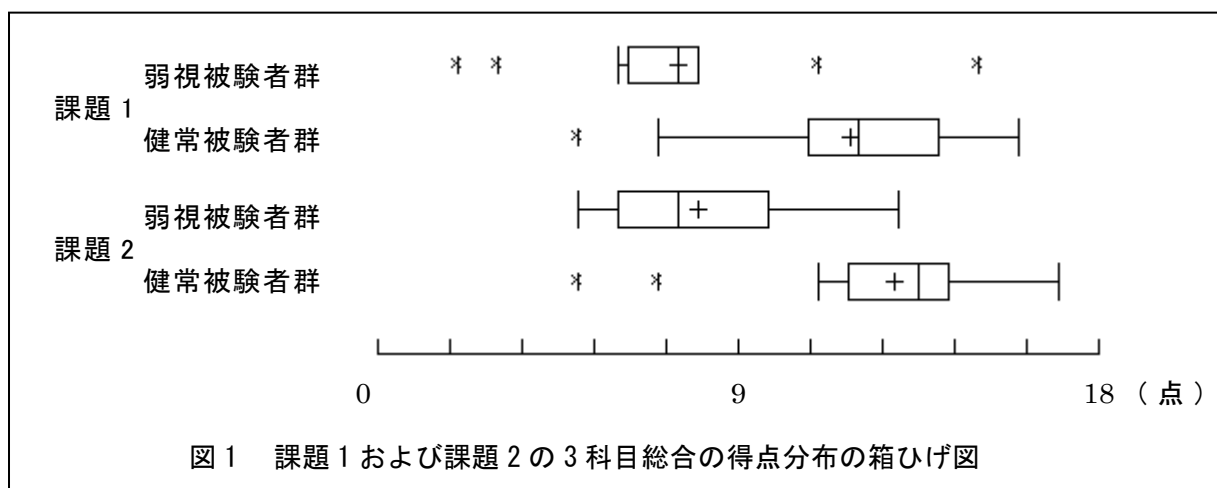 弱視被験者群
課題 1
健常被験者群
弱視被験者群
課題 2
健常被験者群
0 9 18 (点)
図 1 課題 1 および課題 2 の 3 科目総合の得点分布の箱ひげ図